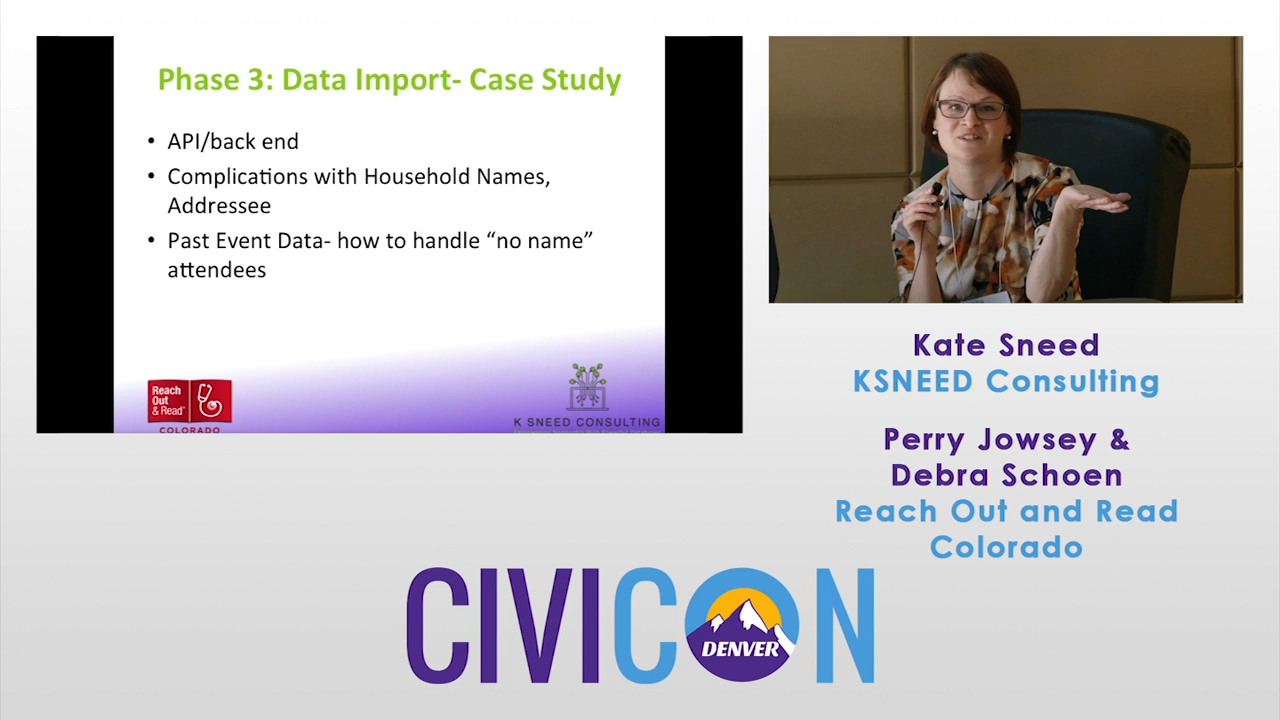 Phase 3: Data Import- Case Study
• API/back end
• Complications with Household Names,
Addressee
• Past Event Data- how to handle “no name”
attendees
Reach
Out
& Read
COLORADO
K SNEED CONSULTING
Kate Sneed
KSNEED Consulting
Perry Jowsey &
Debra Schoen
Reach Out and Read
Colorado
CIVICON
DENVER